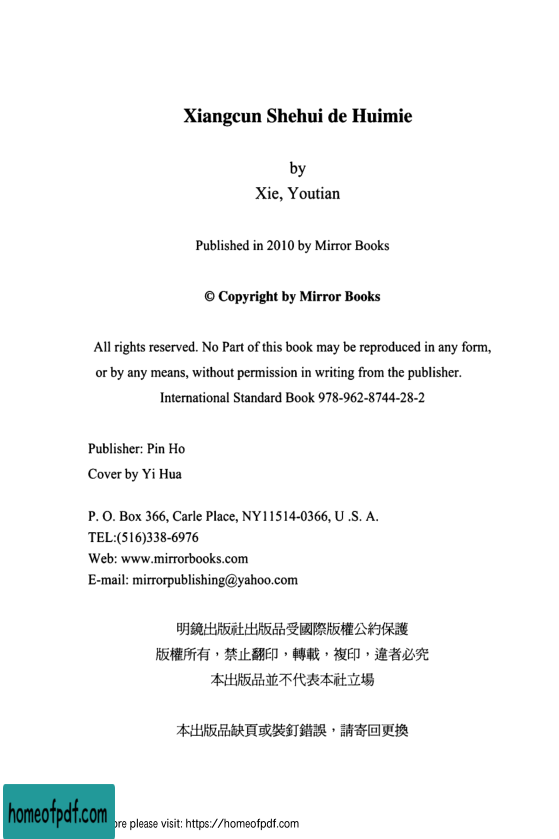 Xiangcun Shehui de Huimie
by
Xie, Youtian
Published in 2010 by Mirror Books
© Copyright by Mirror Books
All rights reserved. No Part of this book may be reproduced in any form,
or by any means, without permission in writing from the publisher.
International Standard Book 978-962-8744-28-2
Publisher: Pin Ho
Cover by Yi Hua
P. O. Box 366, Carle Place, NY11514-0366, U .S. A.
TEL:(516)338-6976
Web: www.mirrorbooks.com
E-mail: mirrorpublishing@yahoo.com
明鏡出版社出版品受國際版權公約保護
版權所有，禁止翻印，轉載，複印，違者必究
本出版品並不代表本社立場
本出版品缺頁或裝釘錯誤，請寄回更換
homeofpdf.com
please visit: https://homeofpdf.com